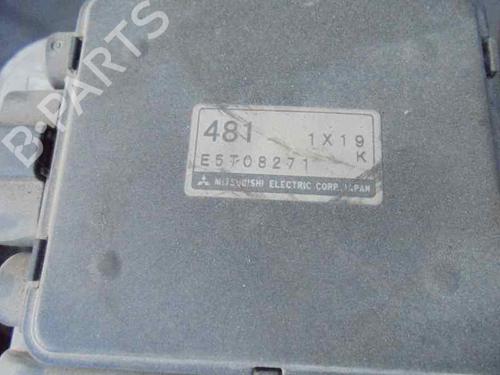 B-PARTS
481 1X19
E5T08271 K
MITSUBISHI ELECTRIC CORP. JAPAN